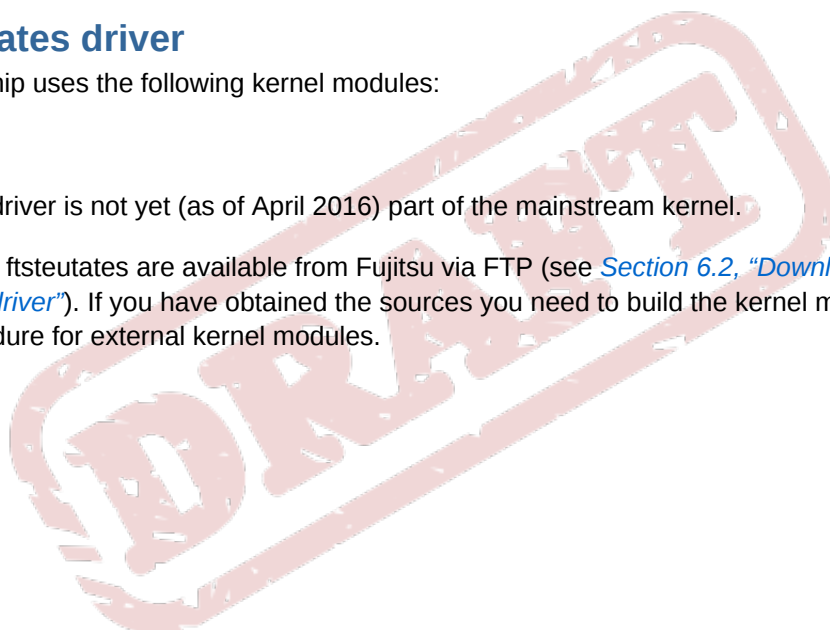 ates driver
ip uses the following kernel modules:
driver is not yet (as of April 2016) part of the mainstream kernel.
ftsteutates are available from Fujitsu via FTP (see Section 6.2, “Downl
driver”). If you have obtained the sources you need to build the kernel m
dure for external kernel modules.
DRAFT